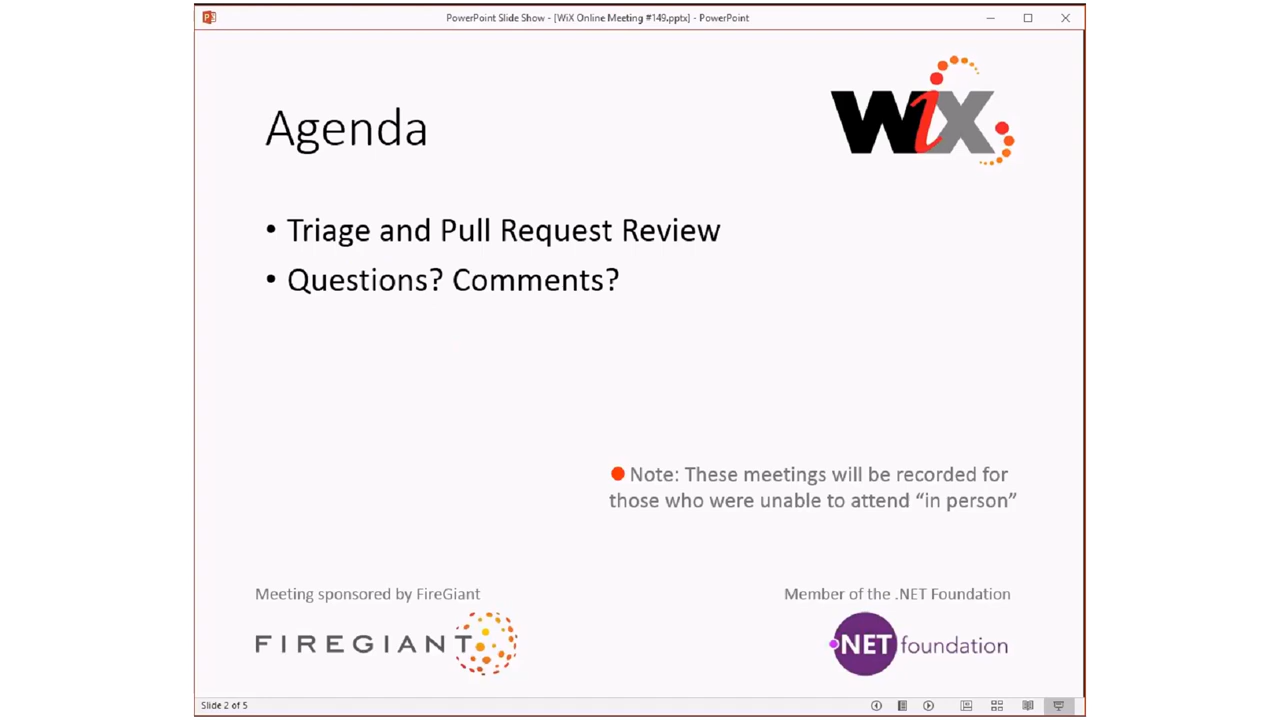 PowerPoint Slide Show - [WiX Online Meeting #149.pptx] - PowerPoint
WiX
Agenda
• Triage and Pull Request Review
• Questions? Comments?
Note: These meetings will be recorded for
those who were unable to attend “in person”
Meeting sponsored by FireGiant
Member of the .NET Foundation
FIREGIANT
.NET foundation
Slide 2 of 5